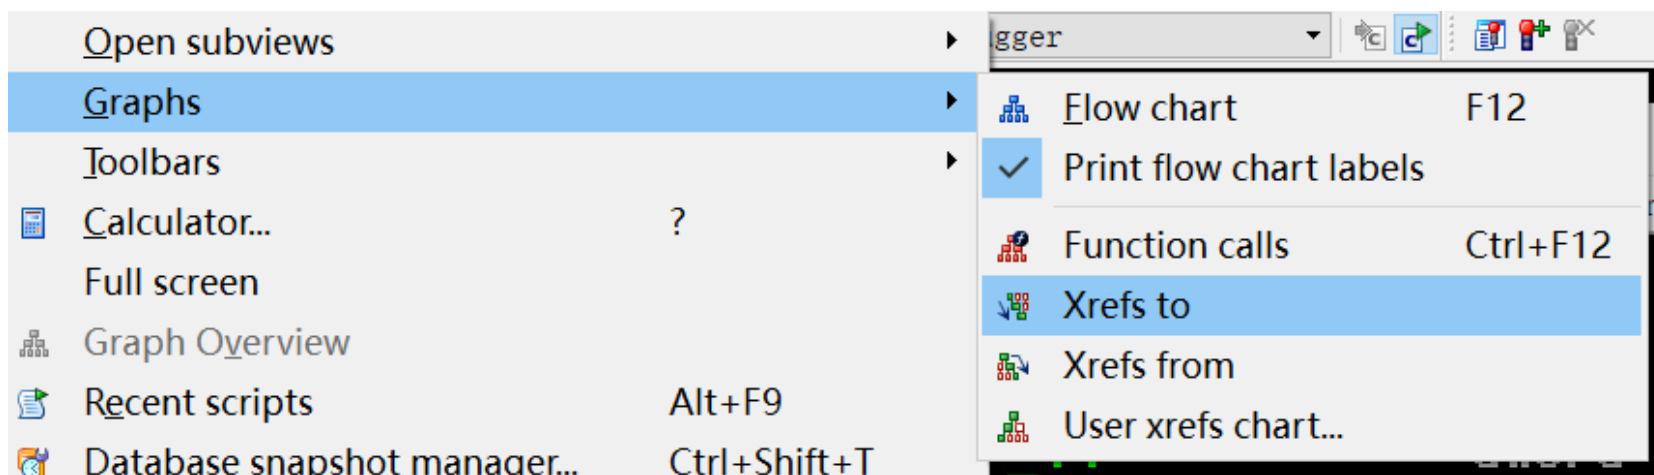 Open subviews
Graphs
Toolbars
Calculator... ?
Full screen
Graph Overview
Recent scripts Alt+F9
Database snapshot manager... Ctrl+Shift+T
gger
Flow chart F12
Print flow chart labels
Function calls Ctrl+F12
Xrefs to
Xrefs from
User xrefs chart...